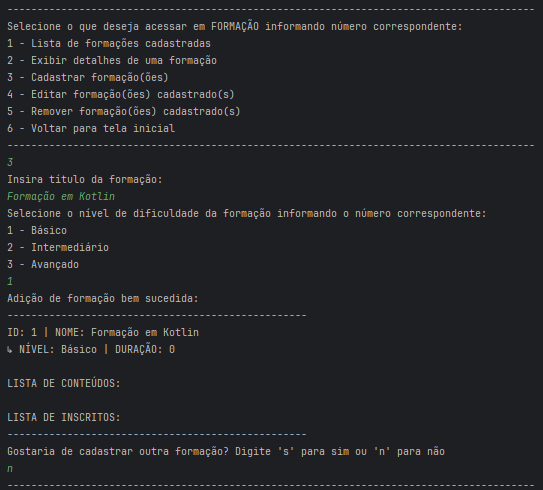 ----------------------------------------------------------------------------------------
Selecione o que deseja acessar em FORMAÇÃO informando número correspondente:
1 - Lista de formações cadastradas
2 - Exibir detalhes de uma formação
3 - Cadastrar formação(ões)
4 - Editar formação(ões) cadastrado(s)
5 - Remover formação(ões) cadastrado(s)
6 - Voltar para tela inicial
----------------------------------------------------------------------------------------
3
Insira título da formação:
Formação em Kotlin
Selecione o nível de dificuldade da formação informando o número correspondente:
1 - Básico
2 - Intermediário
3 - Avançado
1
Adição de formação bem sucedida:
--------------------------------------------------
ID: 1 | NOME: Formação em Kotlin
↳ NÍVEL: Básico | DURAÇÃO: 0
LISTA DE CONTEÚDOS:
LISTA DE INSCRITOS:
--------------------------------------------------
Gostaria de cadastrar outra formação? Digite 's' para sim ou 'n' para não
n
----------------------------------------------------------------------------------------